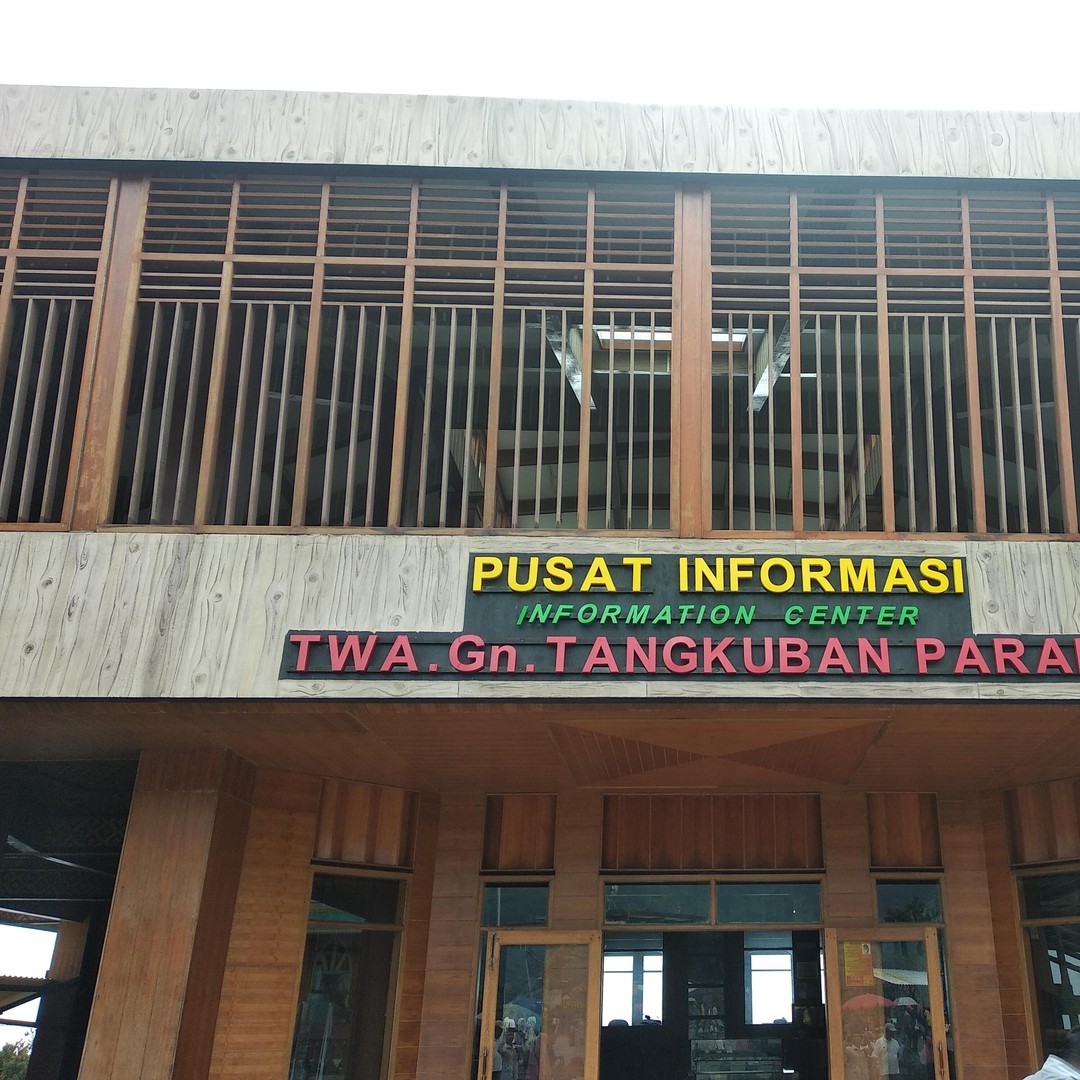 PUSAT INFORMASI
INFORMATION CENTER
TWA.Gn.TANGKUBAN